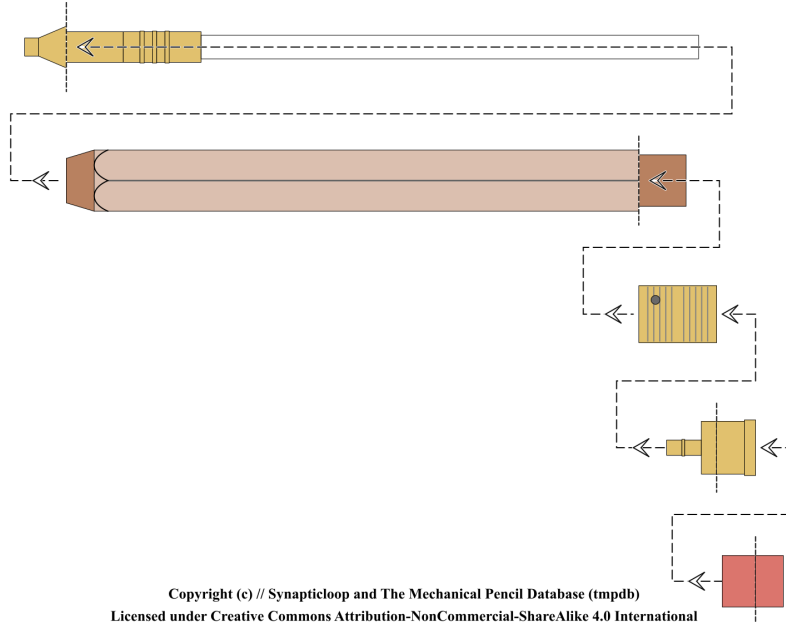 Copyright (c) // Synapticloop and The Mechanical Pencil Database (tmpdb)
Licensed under Creative Commons Attribution-NonCommercial-ShareAlike 4.0 International